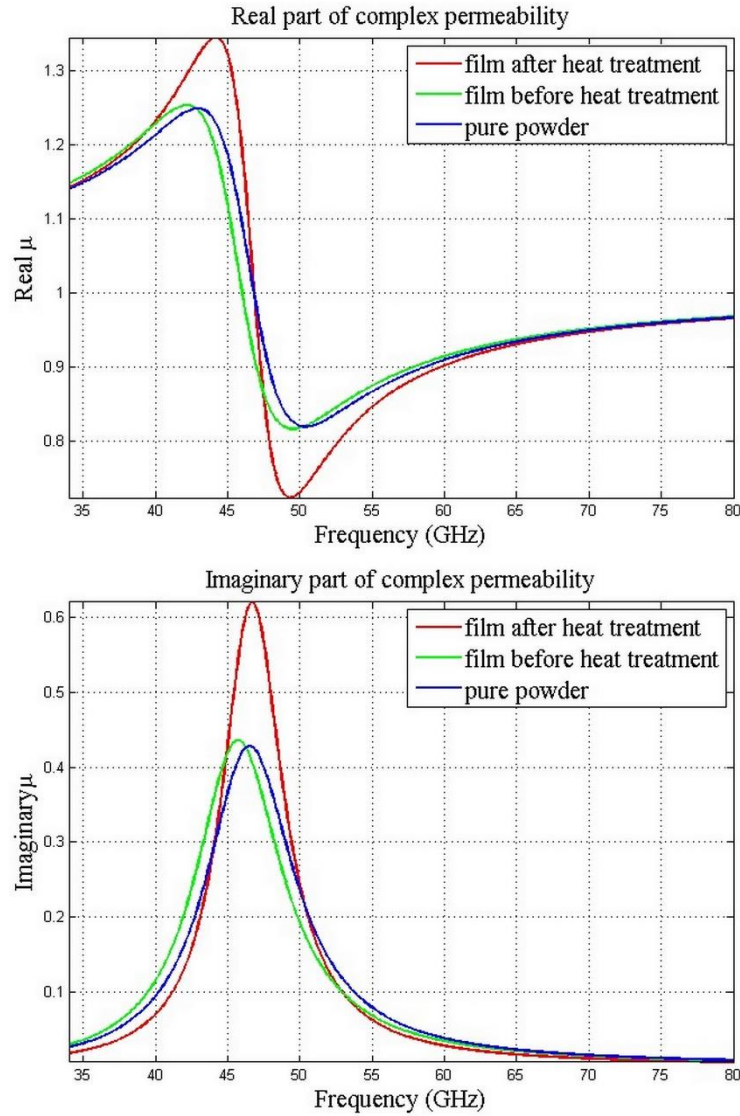 Real part of complex permeability
film after heat treatment
film before heat treatment
pure powder
Real μ
1.3
1.2
1.1
1
0.9
0.8
35 40 45 50 55 60 65 70 75 80
Frequency (GHz)
Imaginary part of complex permeability
film after heat treatment
film before heat treatment
pure powder
Imaginaryμ
0.6
0.5
0.4
0.3
0.2
0.1
35 40 45 50 55 60 65 70 75 80
Frequency (GHz)